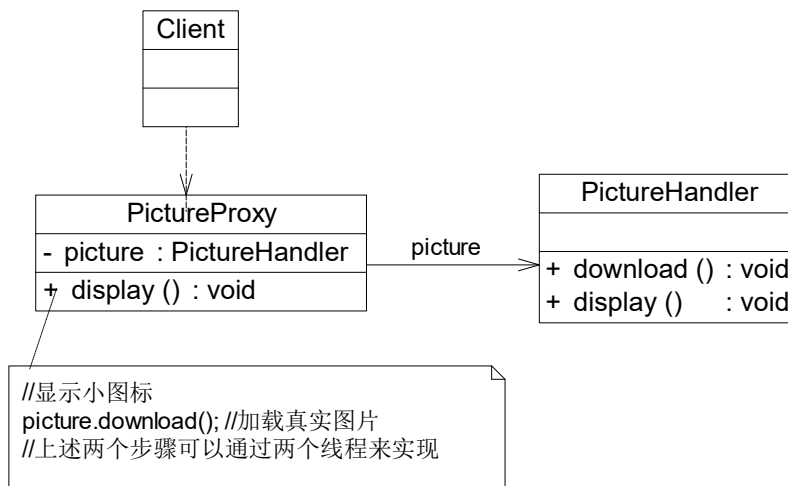 Client
PictureProxy
- picture : PictureHandler
+ display () : void
picture
PictureHandler
+ download () : void
+ display () : void
//显示小图标
picture.download(); //加载真实图片
//上述两个步骤可以通过两个线程来实现